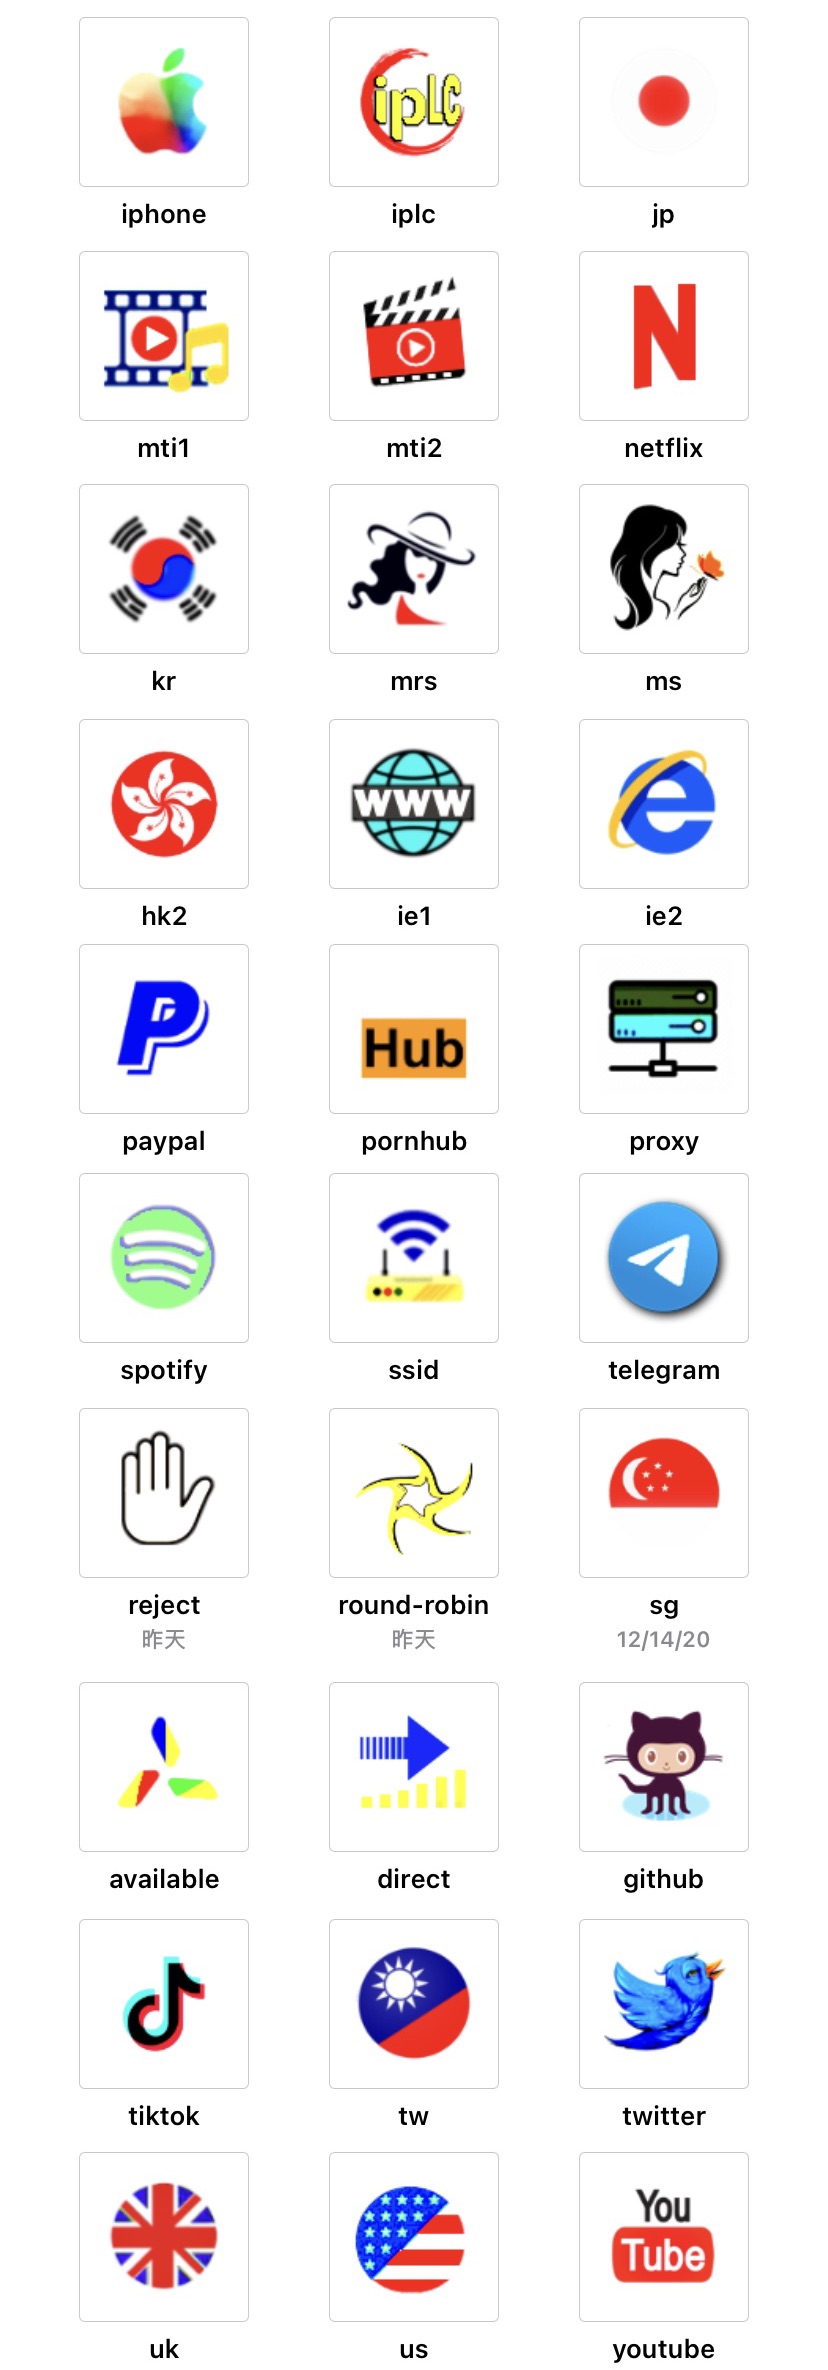 iplc
iphone
iplc
jp
mti1
mti2
netflix
kr
mrs
ms
WWW
hk2
ie1
ie2
Hub
paypal
pornhub
proxy
spotify
ssid
telegram
reject
round-robin
sg
昨天
昨天
12/14/20
available
direct
github
tiktok
tw
twitter
You
Tube
uk
us
youtube